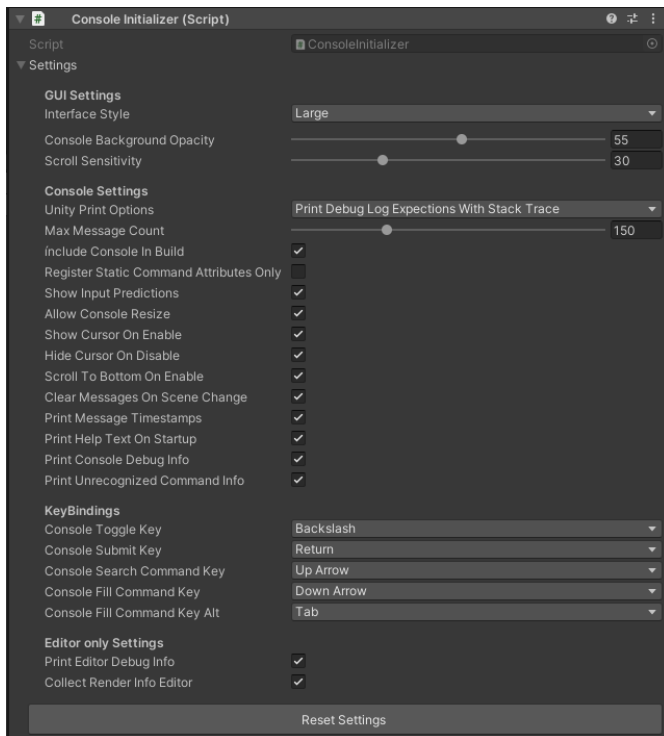 Console Initializer (Script)
Script ConsoleInitializer
Settings
GUI Settings
Interface Style Large
Console Background Opacity 55
Scroll Sensitivity 30
Console Settings
Unity Print Options Print Debug Log Expections With Stack Trace
Max Message Count 150
ínclude Console In Build
Register Static Command Attributes Only
Show Input Predictions
Allow Console Resize
Show Cursor On Enable
Hide Cursor On Disable
Scroll To Bottom On Enable
Clear Messages On Scene Change
Print Message Timestamps
Print Help Text On Startup
Print Console Debug Info
Print Unrecognized Command Info
KeyBindings
Console Toggle Key Backslash
Console Submit Key Return
Console Search Command Key Up Arrow
Console Fill Command Key Down Arrow
Console Fill Command Key Alt Tab
Editor only Settings
Print Editor Debug Info
Collect Render Info Editor
Reset Settings